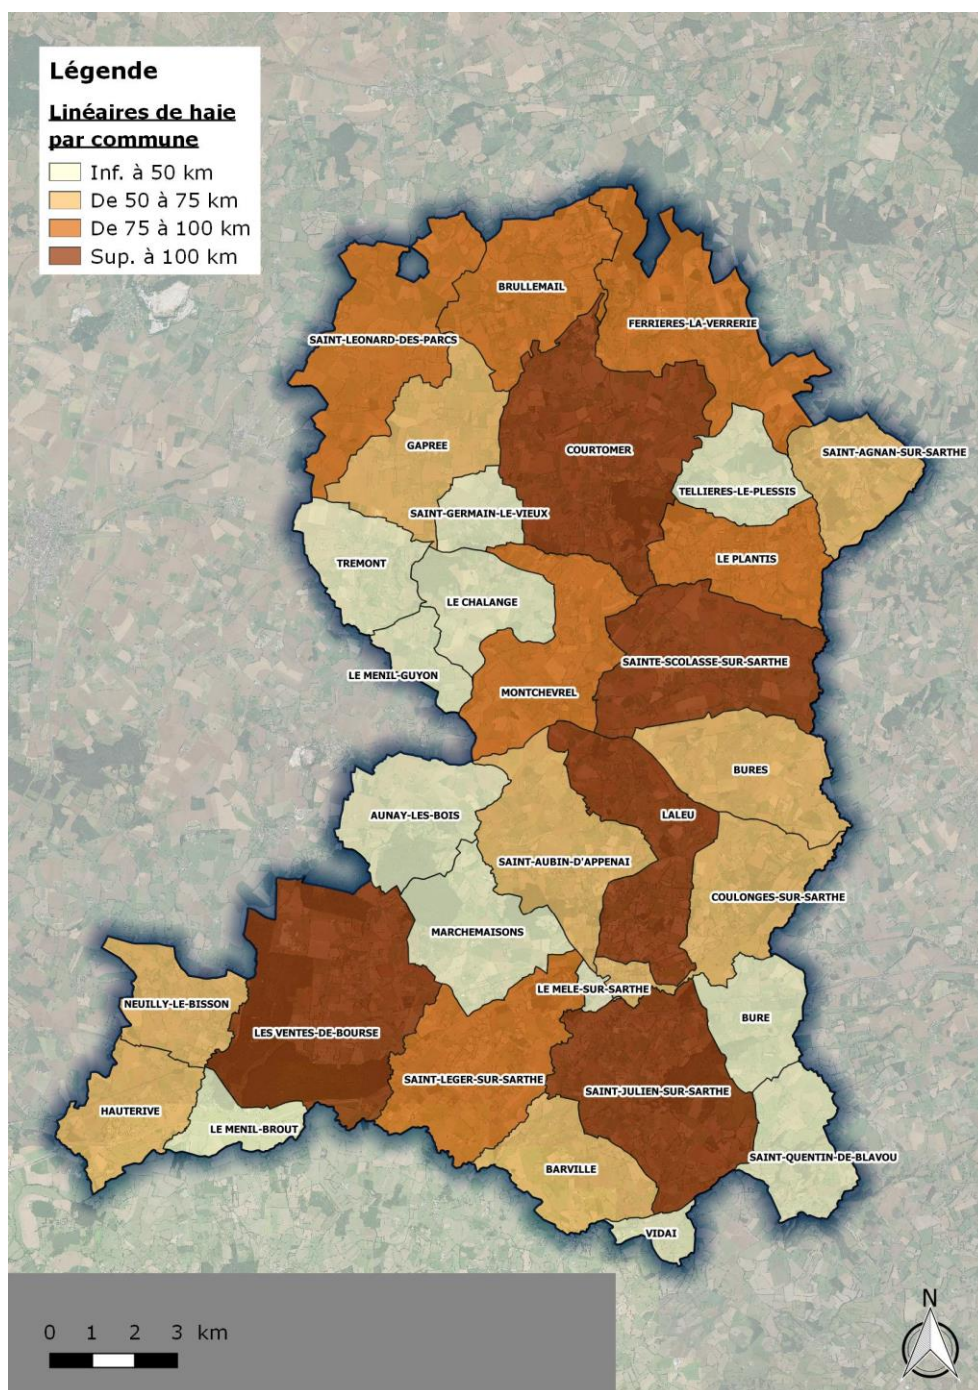 Légende
Linéaires de haie
par commune
Inf. à 50 km
De 50 à 75 km
De 75 à 100 km
Sup. à 100 km
BRULLEMAIL
FERRIERES-LA-VERRERIE
SAINT-LEONARD-DES-PARCS
GAPREE
COURTOMER
SAINT-AGNAN-SUR-SARTHE
TELLIERES-LE-PLESSIS
SAINT-GERMAIN-LE-VIEUX
LE PLANTIS
TREMONT
LE CHALANGE
SAINTE-SCOLASSE-SUR-SARTHE
LE MENIL-GUYON
MONTCHEVREL
BURES
AUNAY-LES-BOIS
LALEU
SAINT-AUBIN-D'APPENAI
COULONGES-SUR-SARTHE
MARCHEMAISONS
LE MELE-SUR-SARTHE
NEUILLY-LE-BISSON
BURE
LES VENTES-DE-BOURSE
SAINT-LEGER-SUR-SARTHE
SAINT-JULIEN-SUR-SARTHE
HAUTERIVE
LE MENIL-BROUT
SAINT-QUENTIN-DE-BLAVOU
BARVILLE
VIDAI
N
0 1 2 3 km